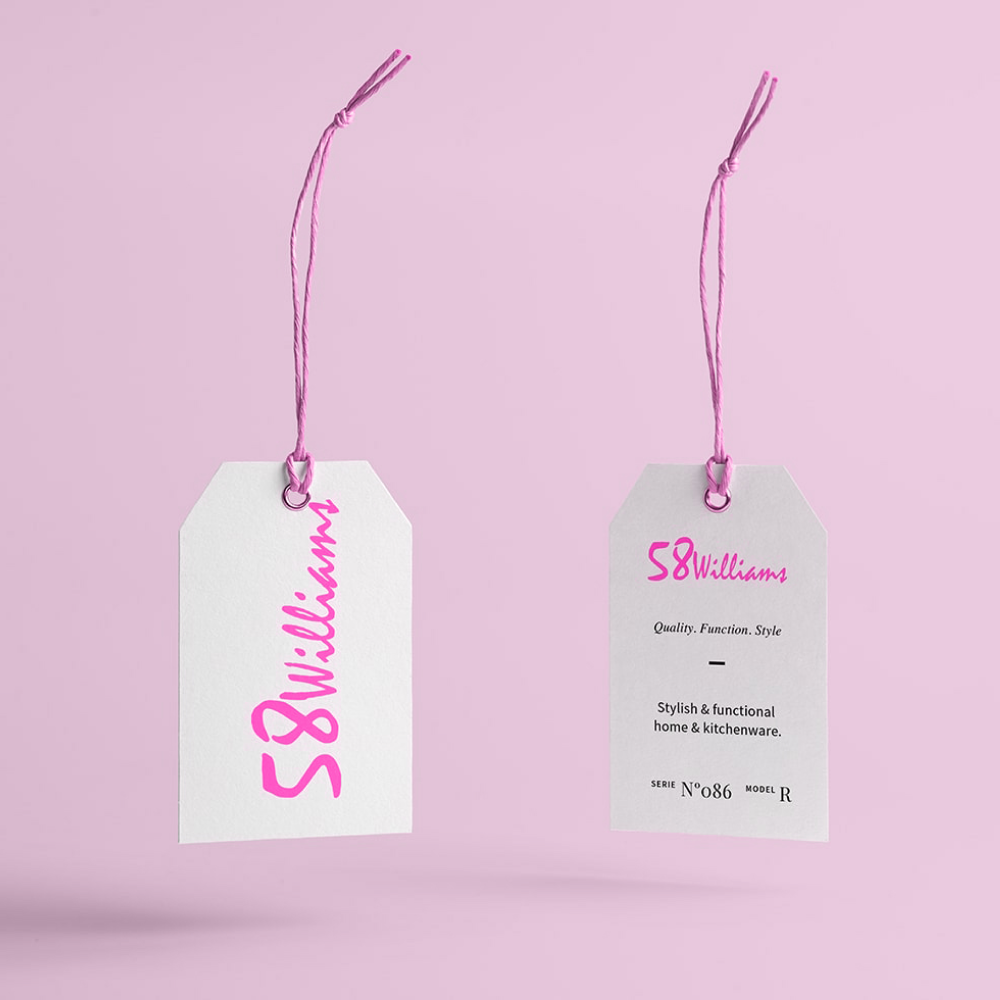 58Williams
58Williams
Quality. Function. Style
Stylish & functional
home & kitchenware.
SERIE Nº086 MODEL R